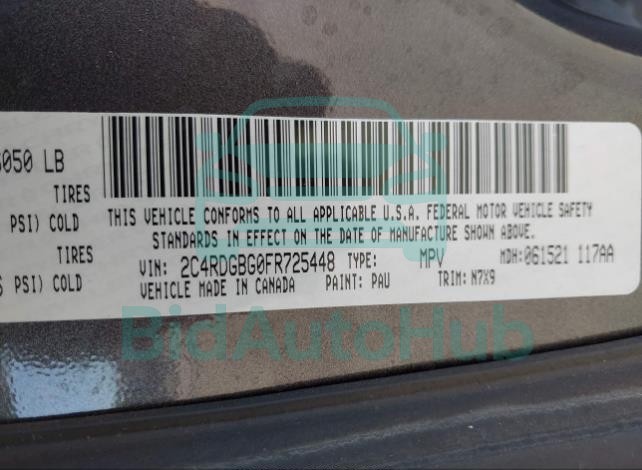 6050 LB
TIRES
PSI) COLD
TIRES
PSI) COLD
THIS VEHICLE CONFORMS TO ALL APPLICABLE U.S.A. FEDERAL MOTOR VEHICLE SAFETY
STANDARDS IN EFFECT ON THE DATE OF MANUFACTURE SHOWN ABOVE.
VIN: 2C4RDGBG0FR725448 TYPE: MPV MDH: 061521 117AA
VEHICLE MADE IN CANADA PAINT: PAU TRIM: N7X9
BidAutoHub